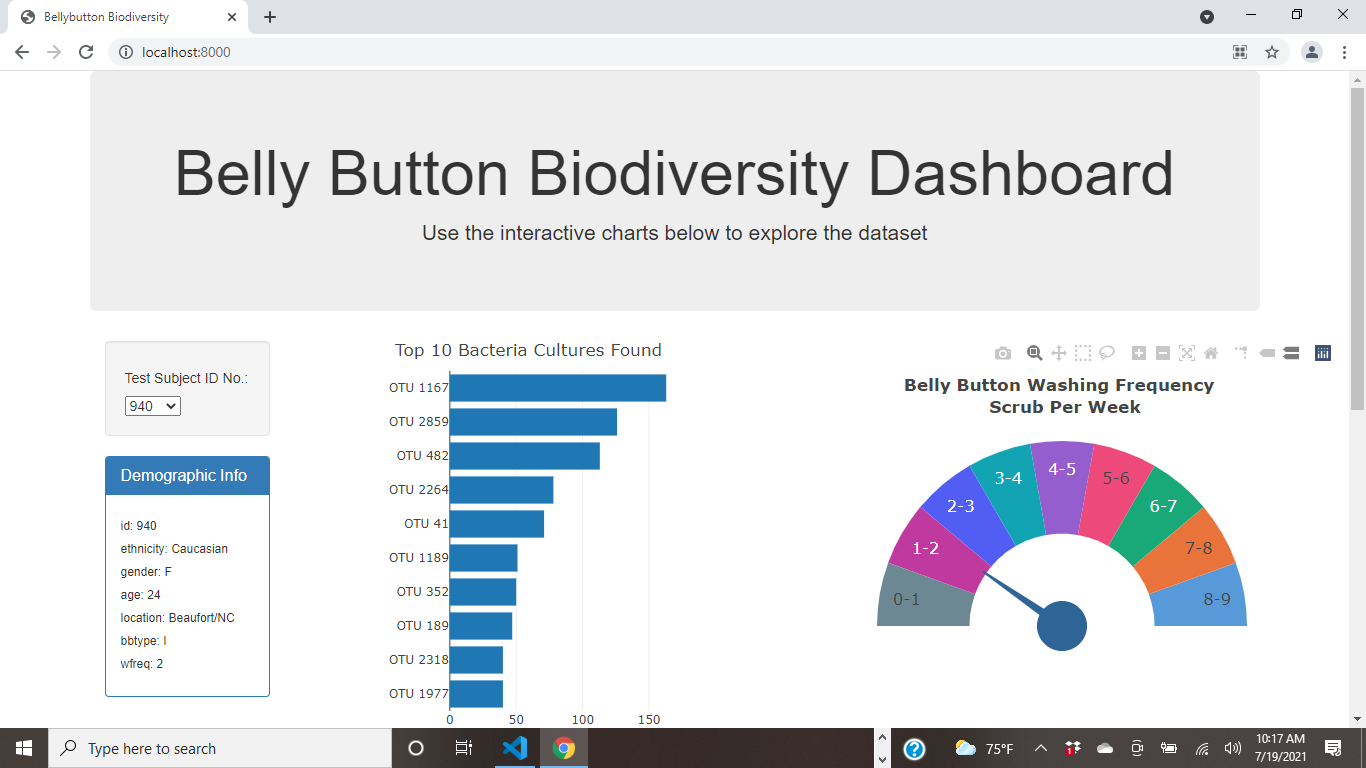 Bellybutton Biodiversity
localhost:8000
Belly Button Biodiversity Dashboard
Use the interactive charts below to explore the dataset
Test Subject ID No.:
940
Demographic Info
id: 940
ethnicity: Caucasian
gender: F
age: 24
location: Beaufort/NC
bbtype: I
wfreq: 2
Top 10 Bacteria Cultures Found
OTU 1167
OTU 2859
OTU 482
OTU 2264
OTU 41
OTU 1189
OTU 352
OTU 189
OTU 2318
OTU 1977
0 50 100 150
Belly Button Washing Frequency
Scrub Per Week
0-1
1-2
2-3
3-4
4-5
5-6
6-7
7-8
8-9
Type here to search
75°F
1
10:17 AM
7/19/2021